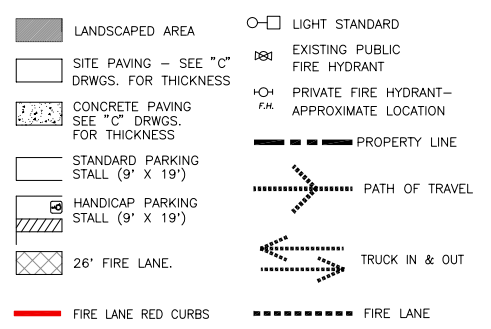 LANDSCAPED AREA
SITE PAVING – SEE "C"
DRWGS. FOR THICKNESS
CONCRETE PAVING
SEE "C" DRWGS.
FOR THICKNESS
STANDARD PARKING
STALL (9' X 19')
HANDICAP PARKING
STALL (9' X 19')
26' FIRE LANE.
FIRE LANE RED CURBS
LIGHT STANDARD
EXISTING PUBLIC
FIRE HYDRANT
PRIVATE FIRE HYDRANT–
F.H. APPROXIMATE LOCATION
PROPERTY LINE
PATH OF TRAVEL
TRUCK IN & OUT
FIRE LANE